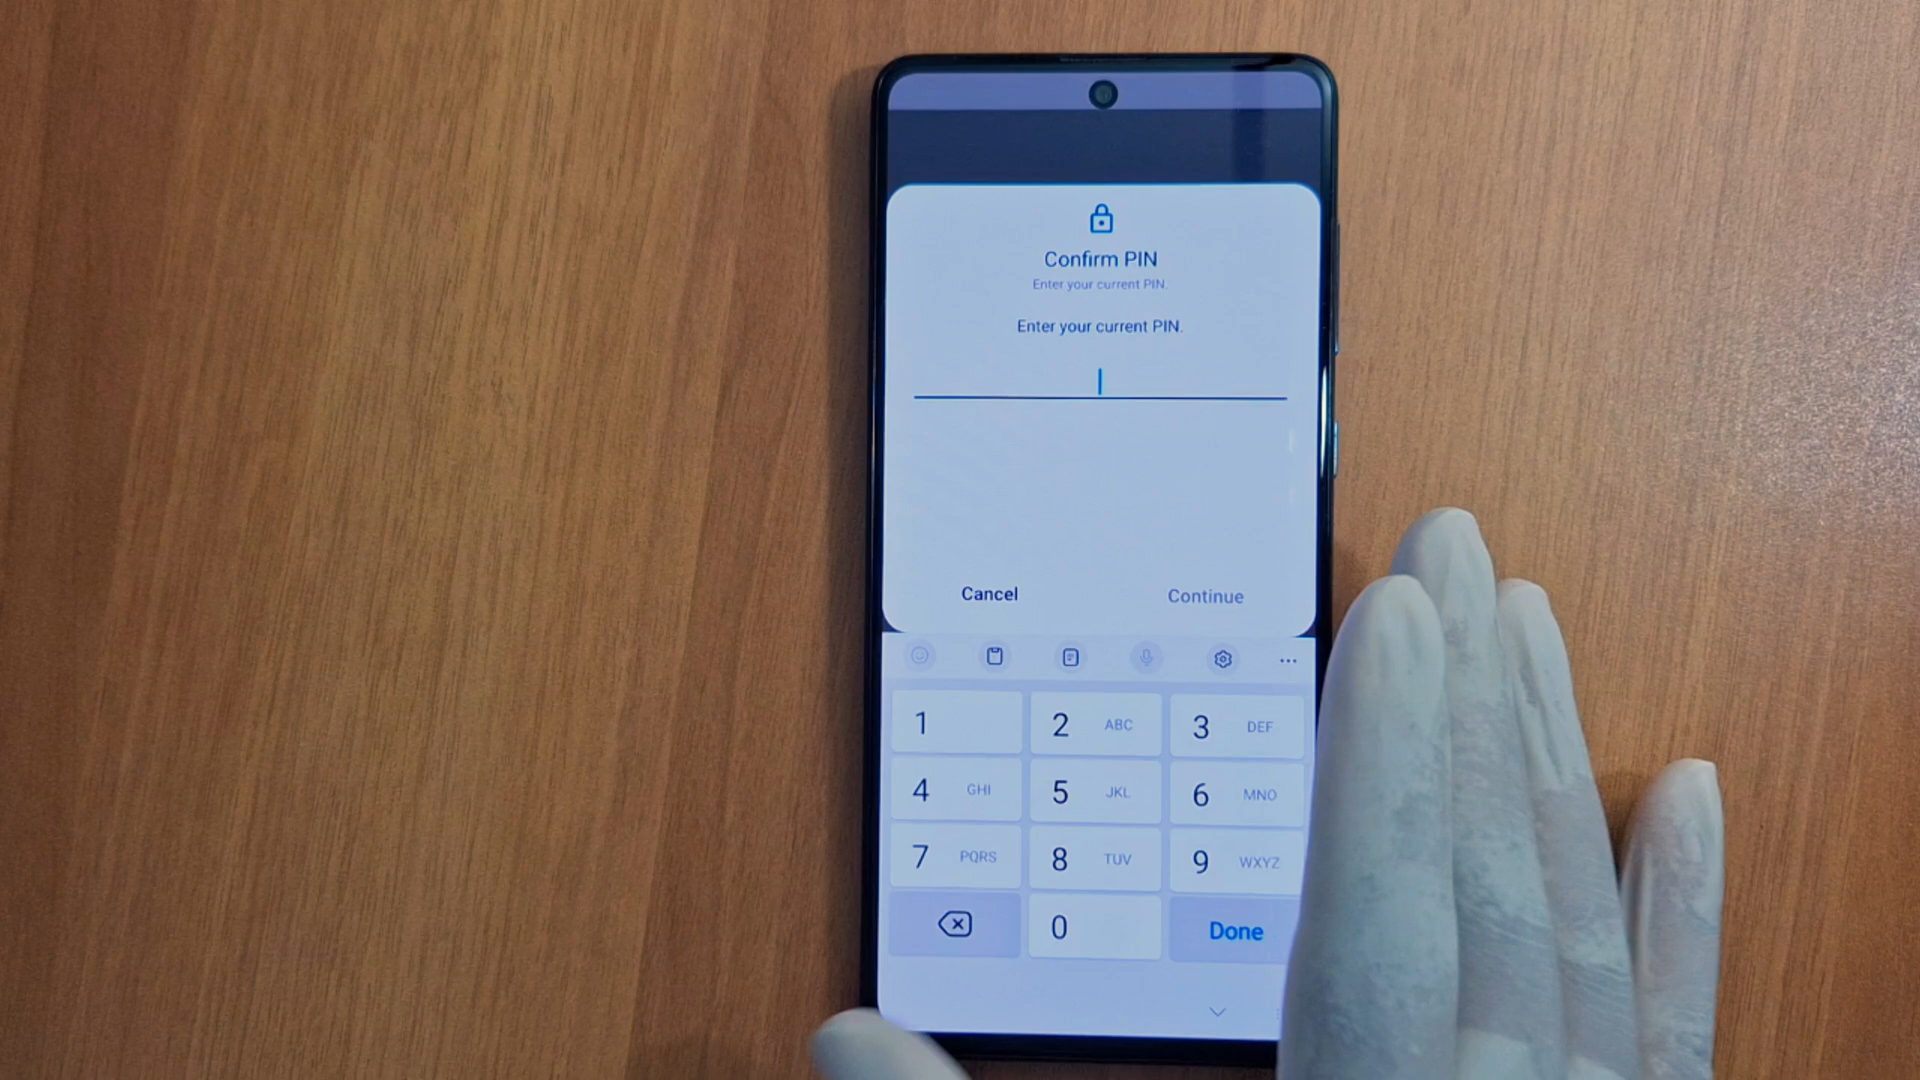 Confirm PIN
Enter your current PIN.
Enter your current PIN.
Cancel Continue
1 2 ABC 3 DEF
4 GHI 5 JKL 6 MNO
7 PQRS 8 TUV 9 WXYZ
0 Done